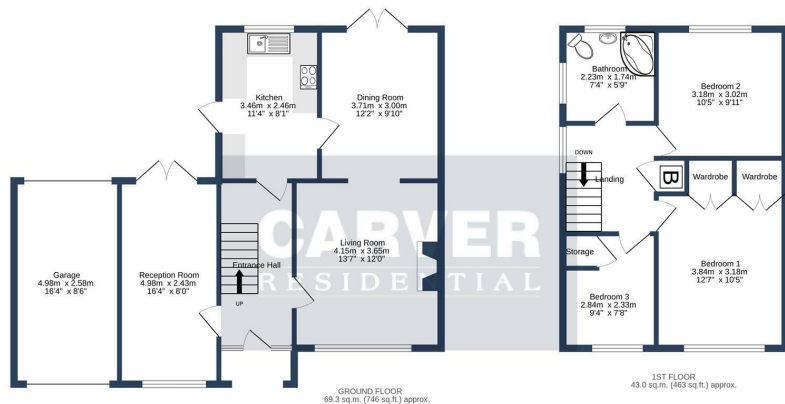 Kitchen
3.46m x 2.46m
11'4" x 8'1"
Dining Room
3.71m x 3.00m
12'2" x 9'10"
Garage
4.98m x 2.58m
16'4" x 8'6"
Reception Room
4.98m x 2.43m
16'4" x 8'0"
Entrance Hall
UP
Living Room
4.15m x 3.65m
13'7" x 12'0"
CARVER
RESIDENTIAL
GROUND FLOOR
69.3 sq.m. (746 sq.ft.) approx.
Bathroom
2.23m x 1.74m
7'4" x 5'9"
Bedroom 2
3.18m x 3.02m
10'5" x 9'11"
DOWN
Landing
B
Wardrobe
Wardrobe
Storage
Bedroom 1
3.84m x 3.18m
12'7" x 10'5"
Bedroom 3
2.84m x 2.33m
9'4" x 7'8"
1ST FLOOR
43.0 sq.m. (463 sq.ft.) approx.